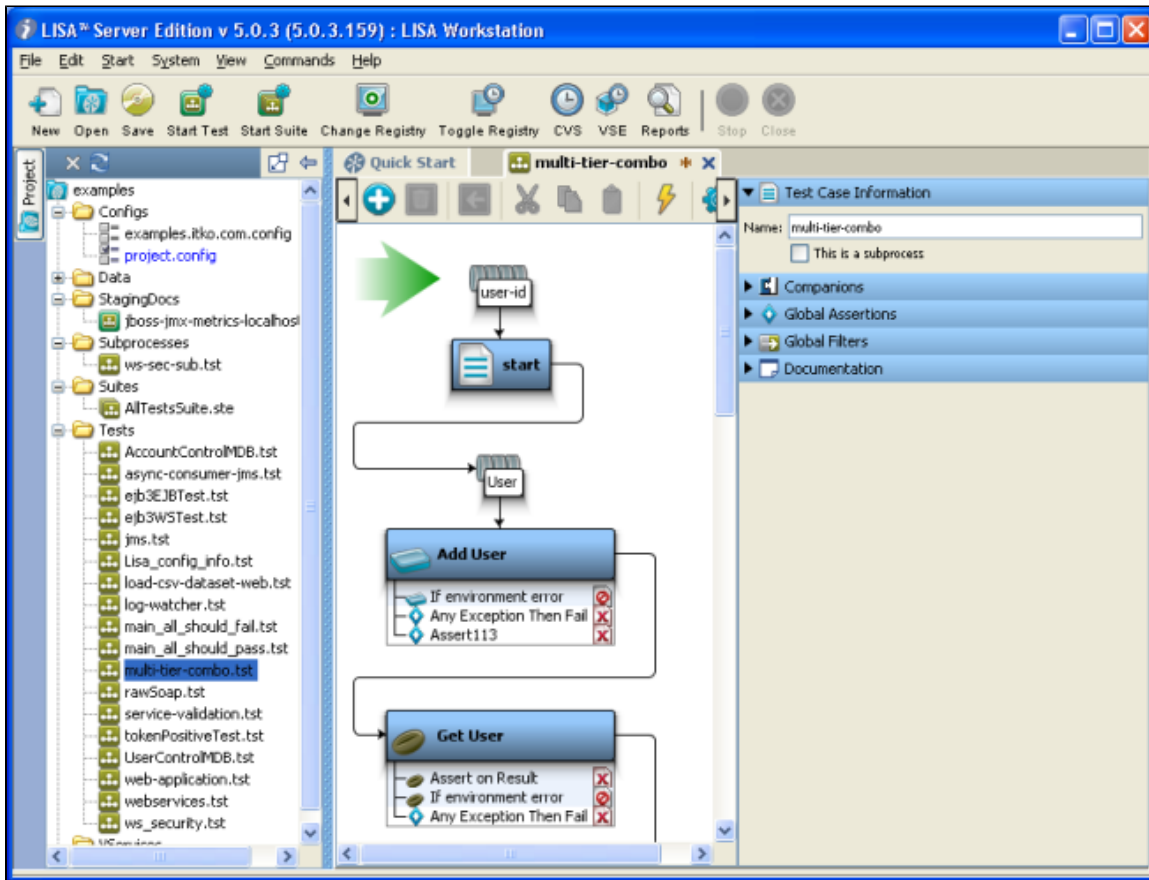 LISA™ Server Edition v 5.0.3 (5.0.3.159) : LISA Workstation
File Edit Start System View Commands Help
New Open Save Start Test Start Suite Change Registry Toggle Registry CVS VSE Reports Stop Close
Project
Quick Start
multi-tier-combo
examples
Configs
examples.itko.com.config
project.config
Data
StagingDocs
jboss-jmx-metrics-localhost
Subprocesses
ws-sec-sub.tst
Suites
AllTestsSuite.ste
Tests
AccountControlMDB.tst
async-consumer-jms.tst
ejb3EJBTest.tst
ejb3WSTest.tst
jms.tst
Lisa_config_info.tst
load-csv-dataset-web.tst
log-watcher.tst
main_all_should_fail.tst
main_all_should_pass.tst
multi-tier-combo.tst
rawSoap.tst
service-validation.tst
tokenPositiveTest.tst
UserControlMDB.tst
web-application.tst
webservices.tst
ws_security.tst
VServices
user-id
start
User
Add User
If environment error
Any Exception Then Fail
Assert113
Get User
Assert on Result
If environment error
Any Exception Then Fail
Test Case Information
Name: multi-tier-combo
This is a subprocess
Companions
Global Assertions
Global Filters
Documentation